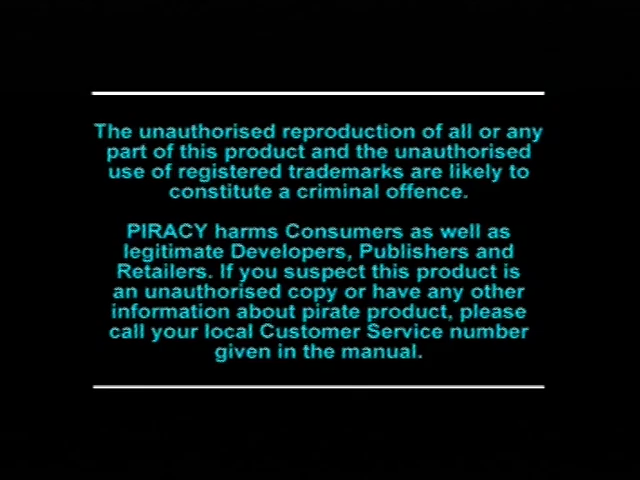 The unauthorised reproduction of all or any
part of this product and the unauthorised
use of registered trademarks are likely to
constitute a criminal offence.
PIRACY harms Consumers as well as
legitimate Developers, Publishers and
Retailers. If you suspect this product is
an unauthorised copy or have any other
information about pirate product, please
call your local Customer Service number
given in the manual.